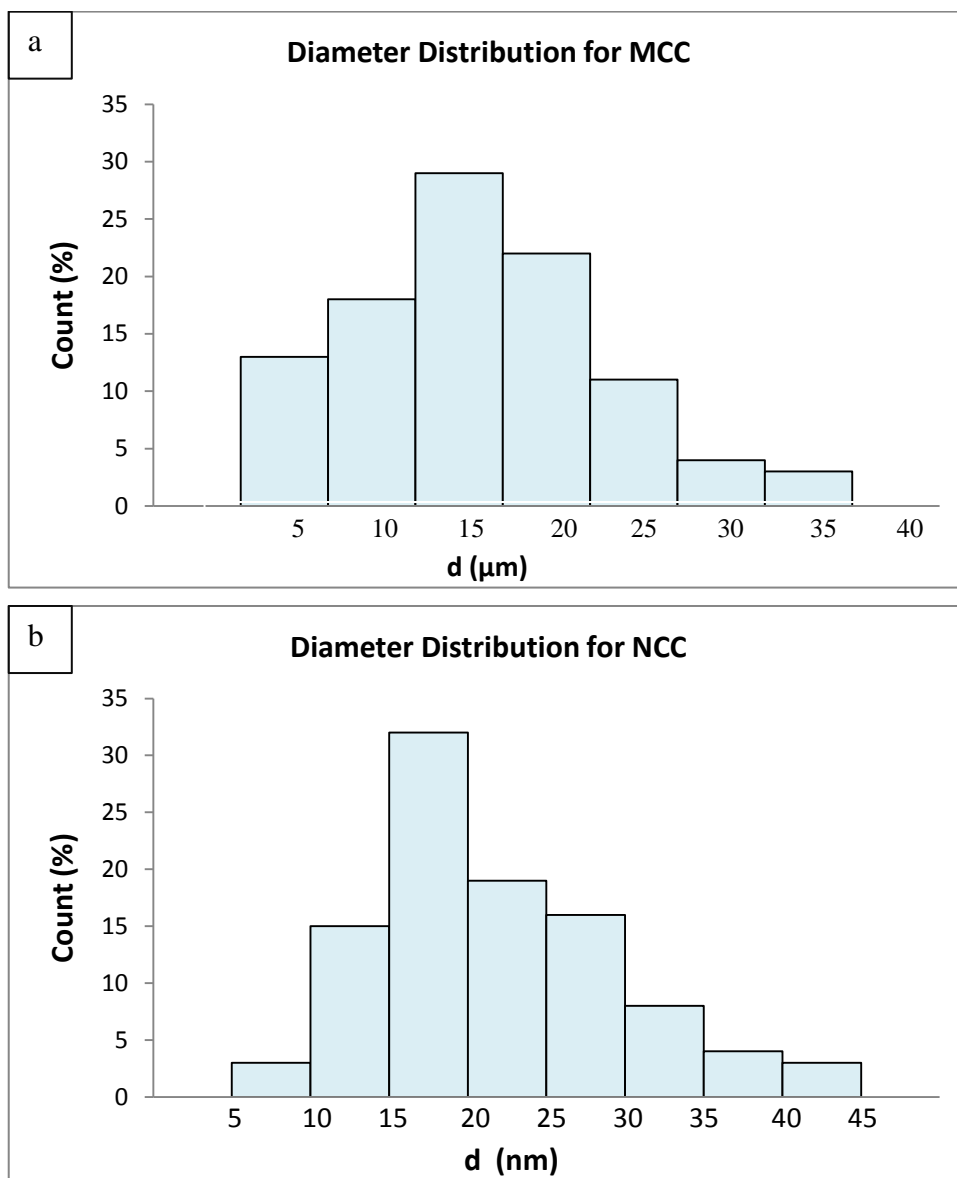 a
Diameter Distribution for MCC
35
30
25
20
15
10
5
0
Count (%)
5 10 15 20 25 30 35 40
d (µm)
b
Diameter Distribution for NCC
35
30
25
20
15
10
5
0
Count (%)
5 10 15 20 25 30 35 40 45
d (nm)